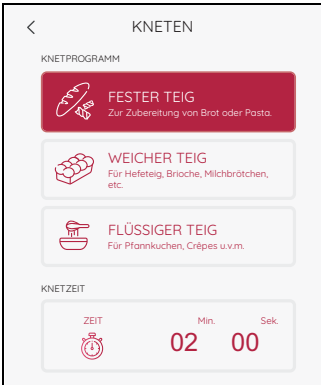 KNETEN
KNETPROGRAMM
FESTER TEIG
Zur Zubereitung von Brot oder Pasta.
WEICHER TEIG
Für Hefeteig, Brioche, Milchbrötchen,
etc.
FLÜSSIGER TEIG
Für Pfannkuchen, Crêpes u.v.m.
KNETZEIT
ZEIT Min. Sek.
02 00